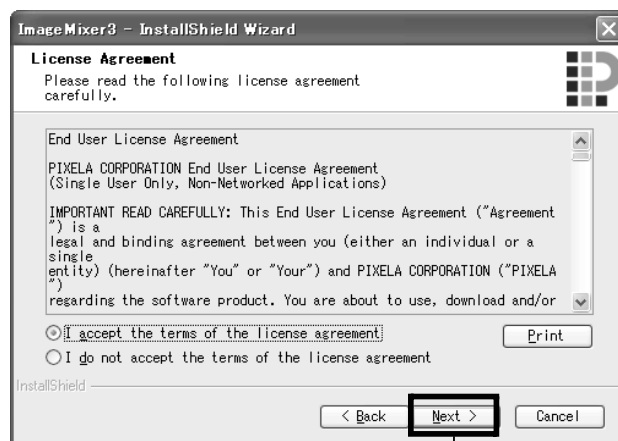 ImageMixer3 - InstallShield Wizard
License Agreement
Please read the following license agreement
carefully.
End User License Agreement
PIXELA CORPORATION End User License Agreement
(Single User Only, Non-Networked Applications)
IMPORTANT READ CAREFULLY: This End User License Agreement ("Agreement
") is a
legal and binding agreement between you (either an individual or a
single
entity) (hereinafter "You" or "Your") and PIXELA CORPORATION ("PIXELA
")
regarding the software product. You are about to use, download and/or
I accept the terms of the license agreement
Print
I do not accept the terms of the license agreement
InstallShield
< Back Next > Cancel